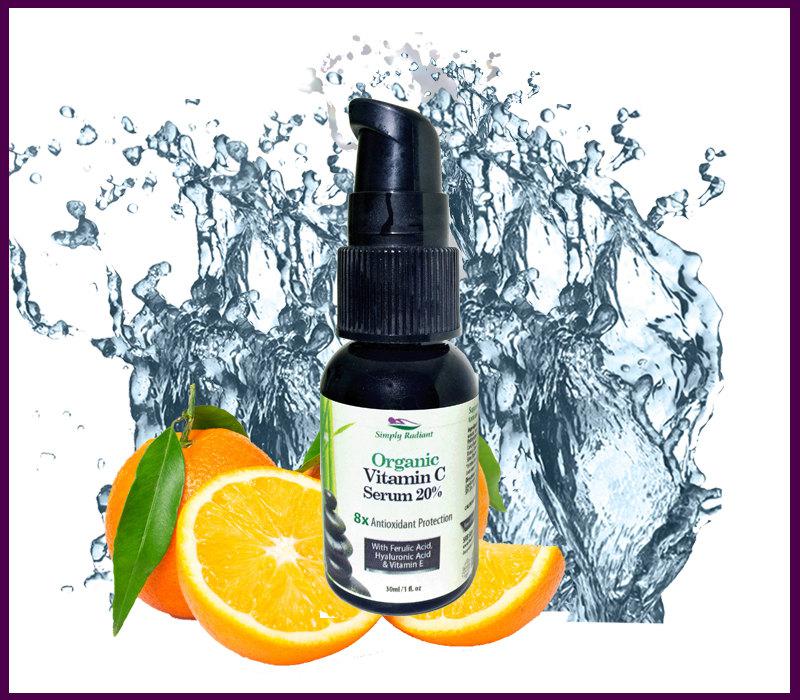 Simply Radiant
Organic
Vitamin C
Serum 20%
8x Antioxidant Protection
With Ferulic Acid,
Hyaluronic Acid
& Vitamin E
30ml/1 fl. oz